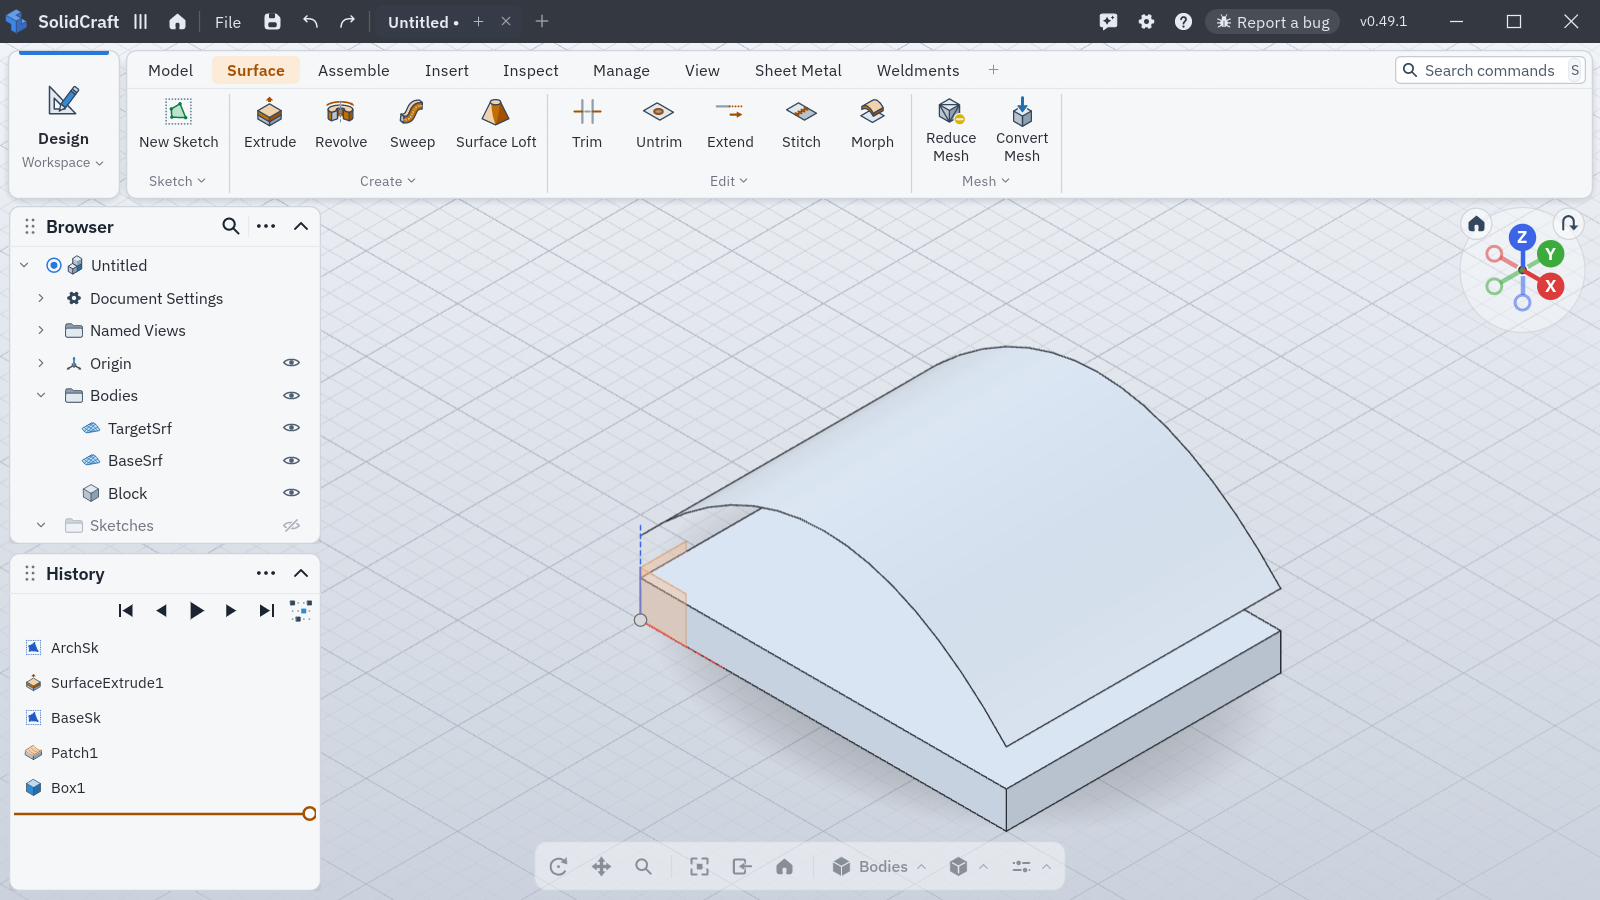 SolidCraft File Untitled • Report a bug v0.49.1
Design
Workspace
Model Surface Assemble Insert Inspect Manage View Sheet Metal Weldments Search commands S
New Sketch Extrude Revolve Sweep Surface Loft Trim Untrim Extend Stitch Morph Reduce Mesh Convert Mesh
Sketch Create Edit Mesh
Browser
Untitled
Document Settings
Named Views
Origin
Bodies
TargetSrf
BaseSrf
Block
Sketches
History
ArchSk
SurfaceExtrude1
BaseSk
Patch1
Box1
Z
Y
X
Bodies